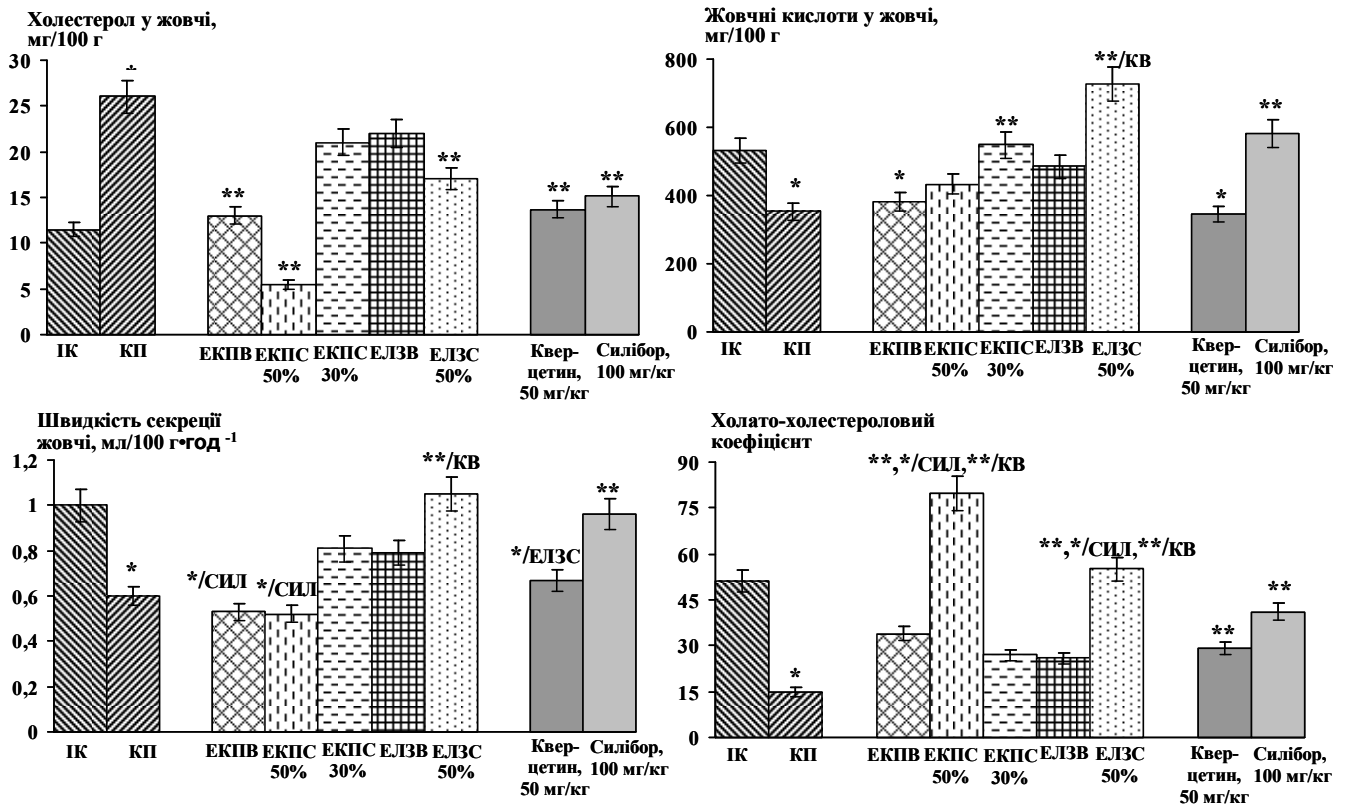 Холестерол у жовчі,
мг/100 г
30
25
20
15
10
5
0
*
**
**
**
**
**
ІК
КП
ЕКПВ
ЕКПС
50%
ЕКПС
30%
ЕЛЗВ
ЕЛЗС
50%
Квер-
цетин,
50 мг/кг
Силібор,
100 мг/кг
Жовчні кислоти у жовчі,
мг/100 г
800
600
400
200
0
*
*
**
**/КВ
*
**
ІК
КП
ЕКПВ
ЕКПС
50%
ЕКПС
30%
ЕЛЗВ
ЕЛЗС
50%
Квер-
цетин,
50 мг/кг
Силібор,
100 мг/кг
Швидкість секреції
жовчі, мл/100 г•год -1
1,2
1
0,8
0,6
0,4
0,2
0
*
*/СИЛ
*/СИЛ
**/КВ
*/ЕЛЗС
**
ІК
КП
ЕКПВ
ЕКПС
50%
ЕКПС
30%
ЕЛЗВ
ЕЛЗС
50%
Квер-
цетин,
50 мг/кг
Силібор,
100 мг/кг
Холато-холестероловий
коефіцієнт
90
75
60
45
30
15
0
*
**,*/СИЛ,**/КВ
**,*/СИЛ,**/КВ
**
**
ІК
КП
ЕКПВ
ЕКПС
50%
ЕКПС
30%
ЕЛЗВ
ЕЛЗС
50%
Квер-
цетин,
50 мг/кг
Силібор,
100 мг/кг